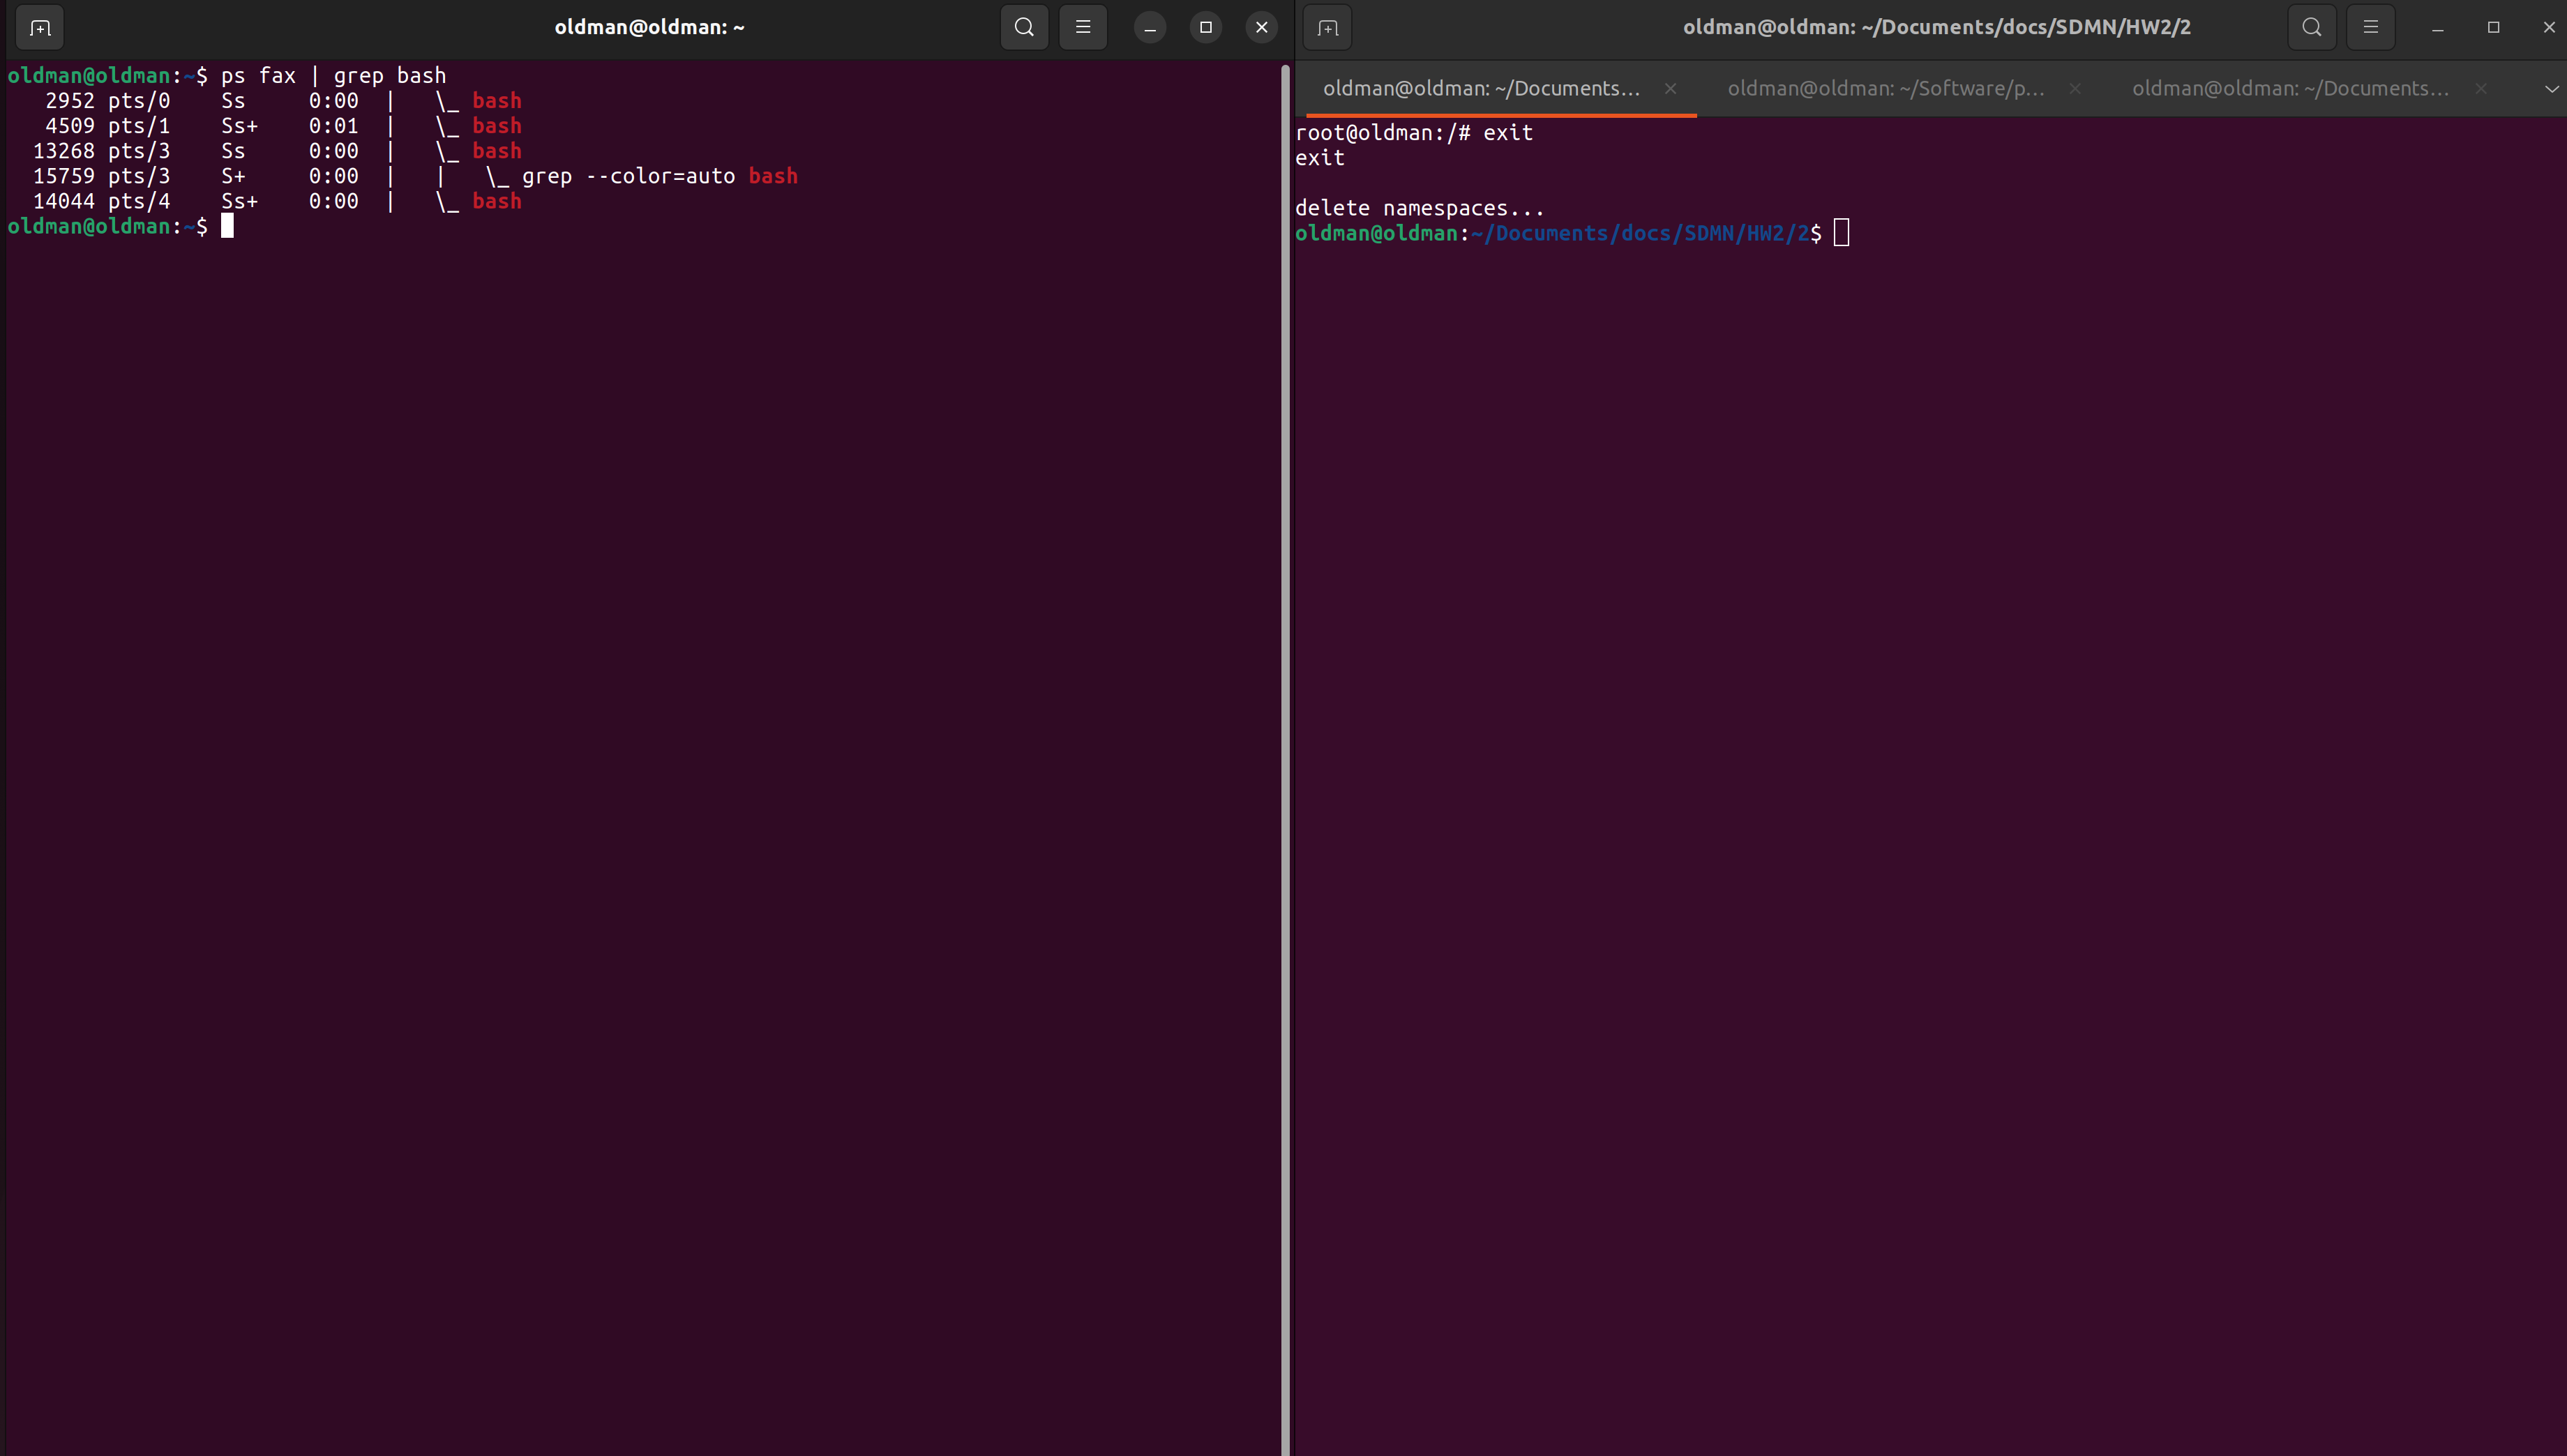 oldman@oldman: ~
oldman@oldman:~$ ps fax | grep bash
   2952 pts/0    Ss     0:00  |   \_ bash
   4509 pts/1    Ss+    0:01  |   \_ bash
  13268 pts/3    Ss     0:00  |   \_ bash
  15759 pts/3    S+     0:00  |   |   \_ grep --color=auto bash
  14044 pts/4    Ss+    0:00  |   \_ bash
oldman@oldman:~$
oldman@oldman: ~/Documents/docs/SDMN/HW2/2
oldman@oldman: ~/Documents... oldman@oldman: ~/Software/p... oldman@oldman: ~/Documents...
root@oldman:/# exit
exit
delete namespaces...
oldman@oldman:~/Documents/docs/SDMN/HW2/2$